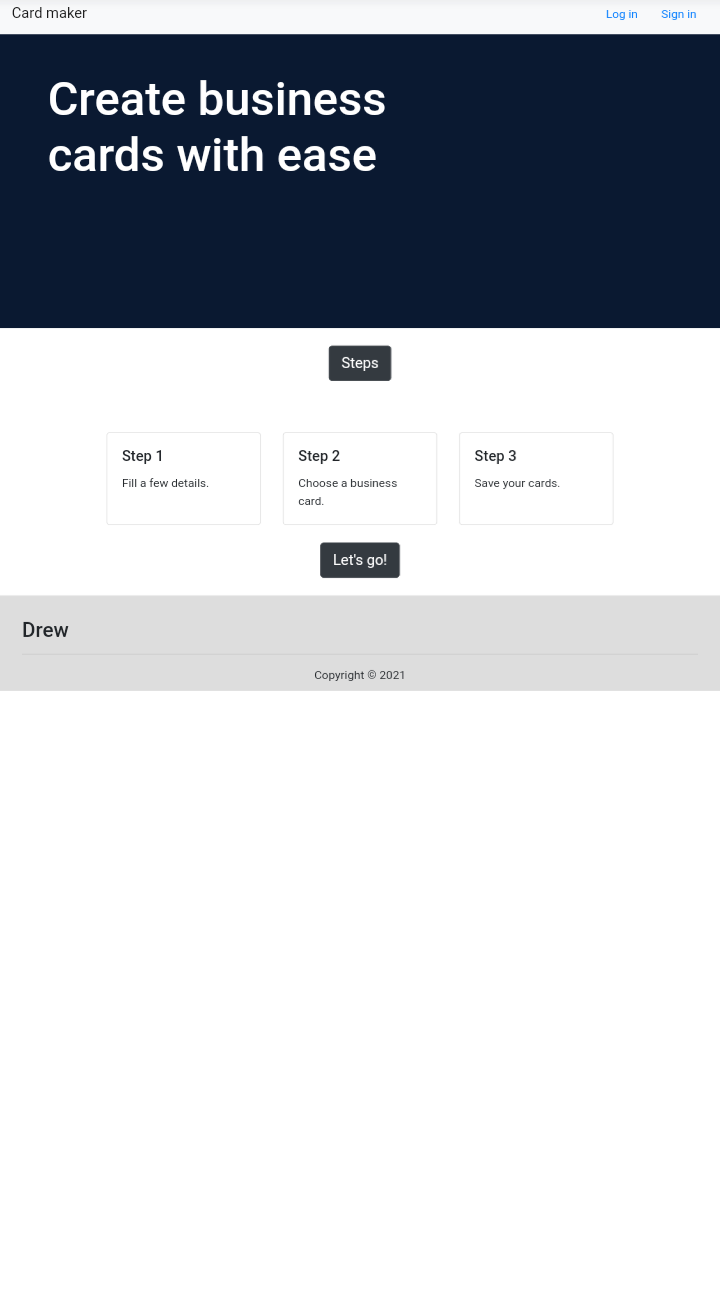 Card maker
Log in
Sign in
Create business
cards with ease
Steps
Step 1
Fill a few details.
Step 2
Choose a business
card.
Step 3
Save your cards.
Let's go!
Drew
Copyright © 2021